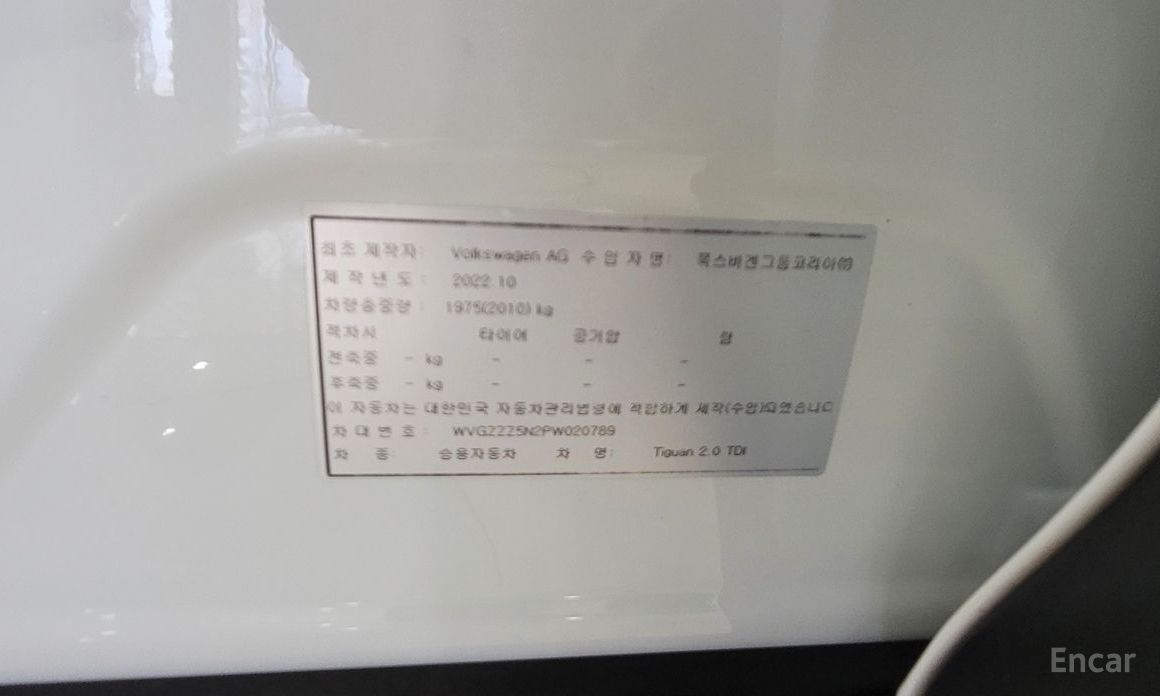 최초 제작자: Volkswagen AG 수 입 자 명: 폭스바겐그룹코리아㈜
제 작 년 도 : 2022.10
차량총중량 : 1975(2010) kg
적차시 타이어 공기압 림
전축중 - kg - - -
후축중 - kg - - -
이 자동차는 대한민국 자동차관리법령에 적합하게 제작(수입)되었습니다
차 대 번 호 : WVGZZZ5N2PW020789
차 종: 승용자동차 차 명: Tiguan 2.0 TDI
Encar